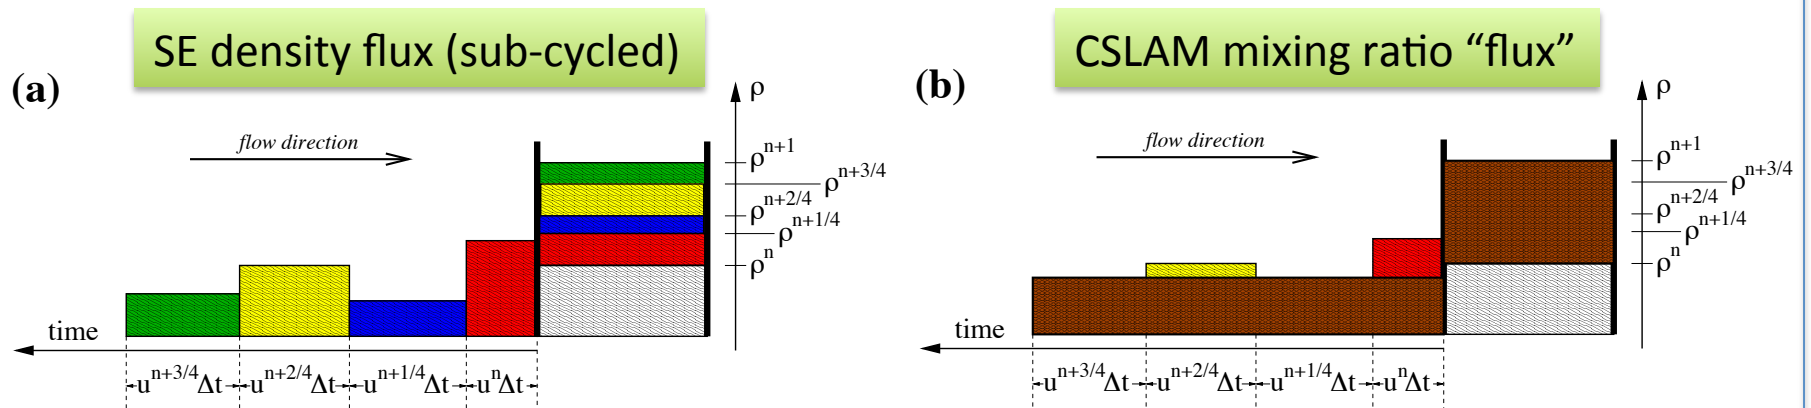 SE density flux (sub-cycled)
(a)
ρ
flow direction
ρⁿ⁺¹
ρⁿ⁺³/⁴
ρⁿ⁺²/⁴
ρⁿ⁺¹/⁴
ρⁿ
time
uⁿ⁺³/⁴Δt uⁿ⁺²/⁴Δt uⁿ⁺¹/⁴Δt uⁿΔt
CSLAM mixing ratio “flux”
(b)
ρ
flow direction
ρⁿ⁺¹
ρⁿ⁺³/⁴
ρⁿ⁺²/⁴
ρⁿ⁺¹/⁴
ρⁿ
time
uⁿ⁺³/⁴Δt uⁿ⁺²/⁴Δt uⁿ⁺¹/⁴Δt uⁿΔt